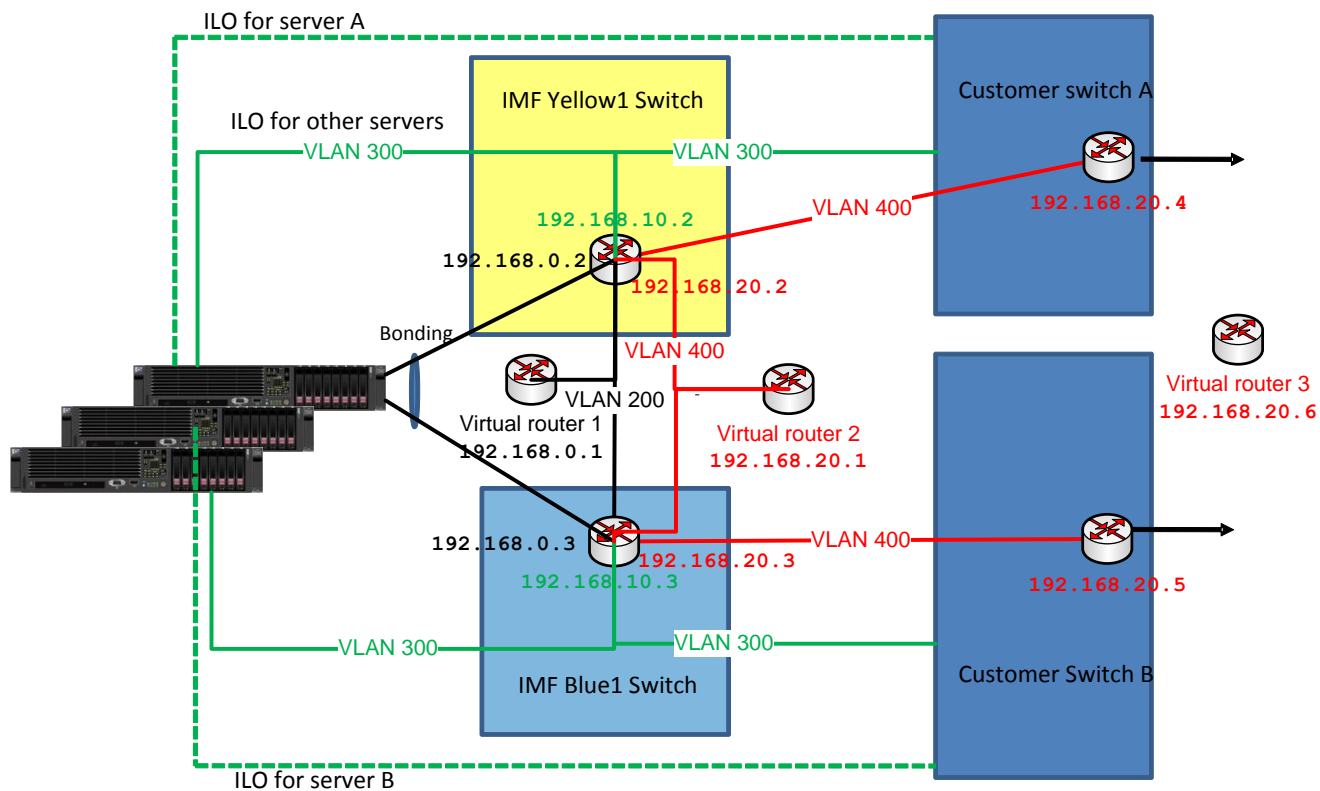 ILO for server A
IMF Yellow1 Switch
Customer switch A
ILO for other servers
VLAN 300
VLAN 300
VLAN 400
192.168.20.4
192.168.10.2
192.168.0.2
192.168.20.2
Bonding
VLAN 400
VLAN 200
-
Virtual router 1
192.168.0.1
Virtual router 2
192.168.20.1
Virtual router 3
192.168.20.6
192.168.0.3
192.168.20.3
192.168.10.3
VLAN 400
192.168.20.5
VLAN 300
VLAN 300
IMF Blue1 Switch
Customer Switch B
ILO for server B